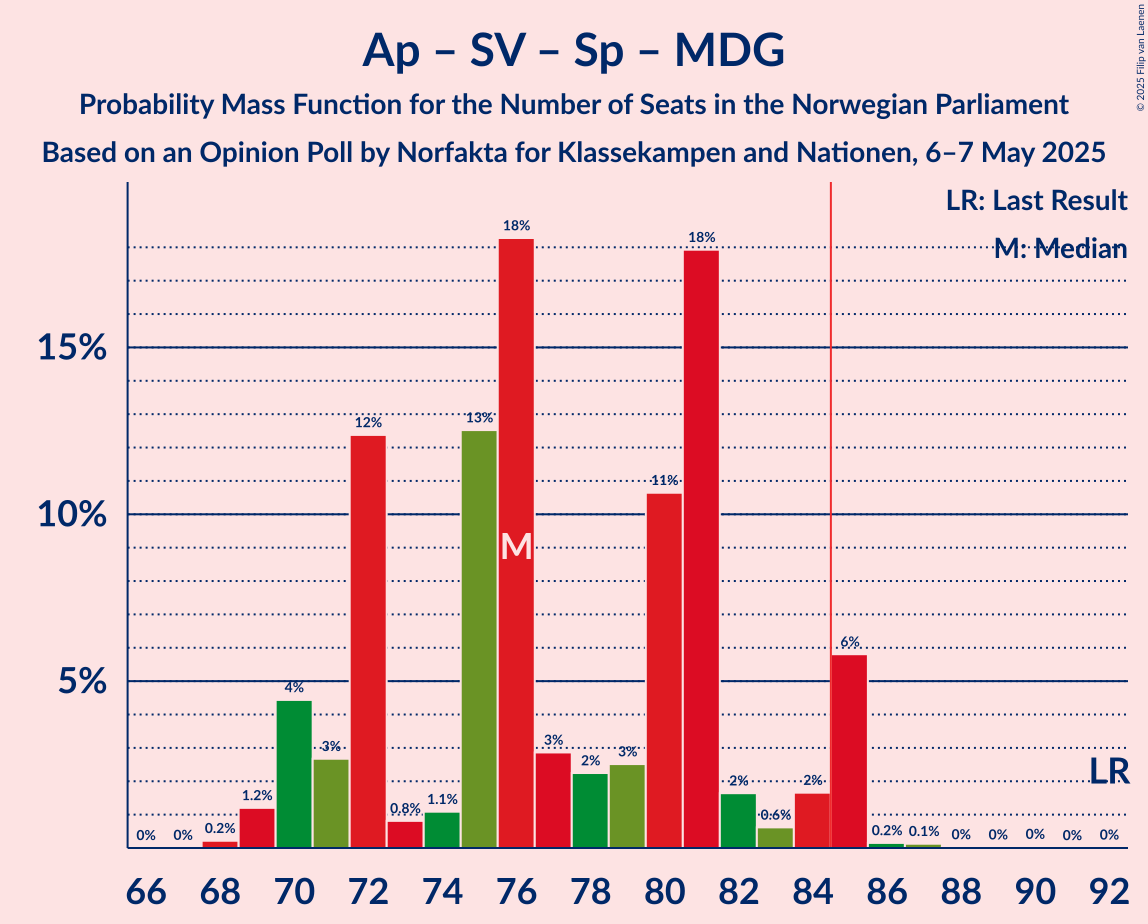 Ap – SV – Sp – MDG
Probability Mass Function for the Number of Seats in the Norwegian Parliament
Based on an Opinion Poll by Norfakta for Klassekampen and Nationen, 6–7 May 2025
© 2025 Filip van Laenen
LR: Last Result
M: Median
15%
10%
5%
0% 0% 0.2% 1.2% 4% 3% 12% 0.8% 1.1% 13% 18% 3% 2% 3% 11% 18% 2% 0.6% 2% 6% 0.2% 0.1% 0% 0% 0% 0% 0%
M
LR
66 68 70 72 74 76 78 80 82 84 86 88 90 92